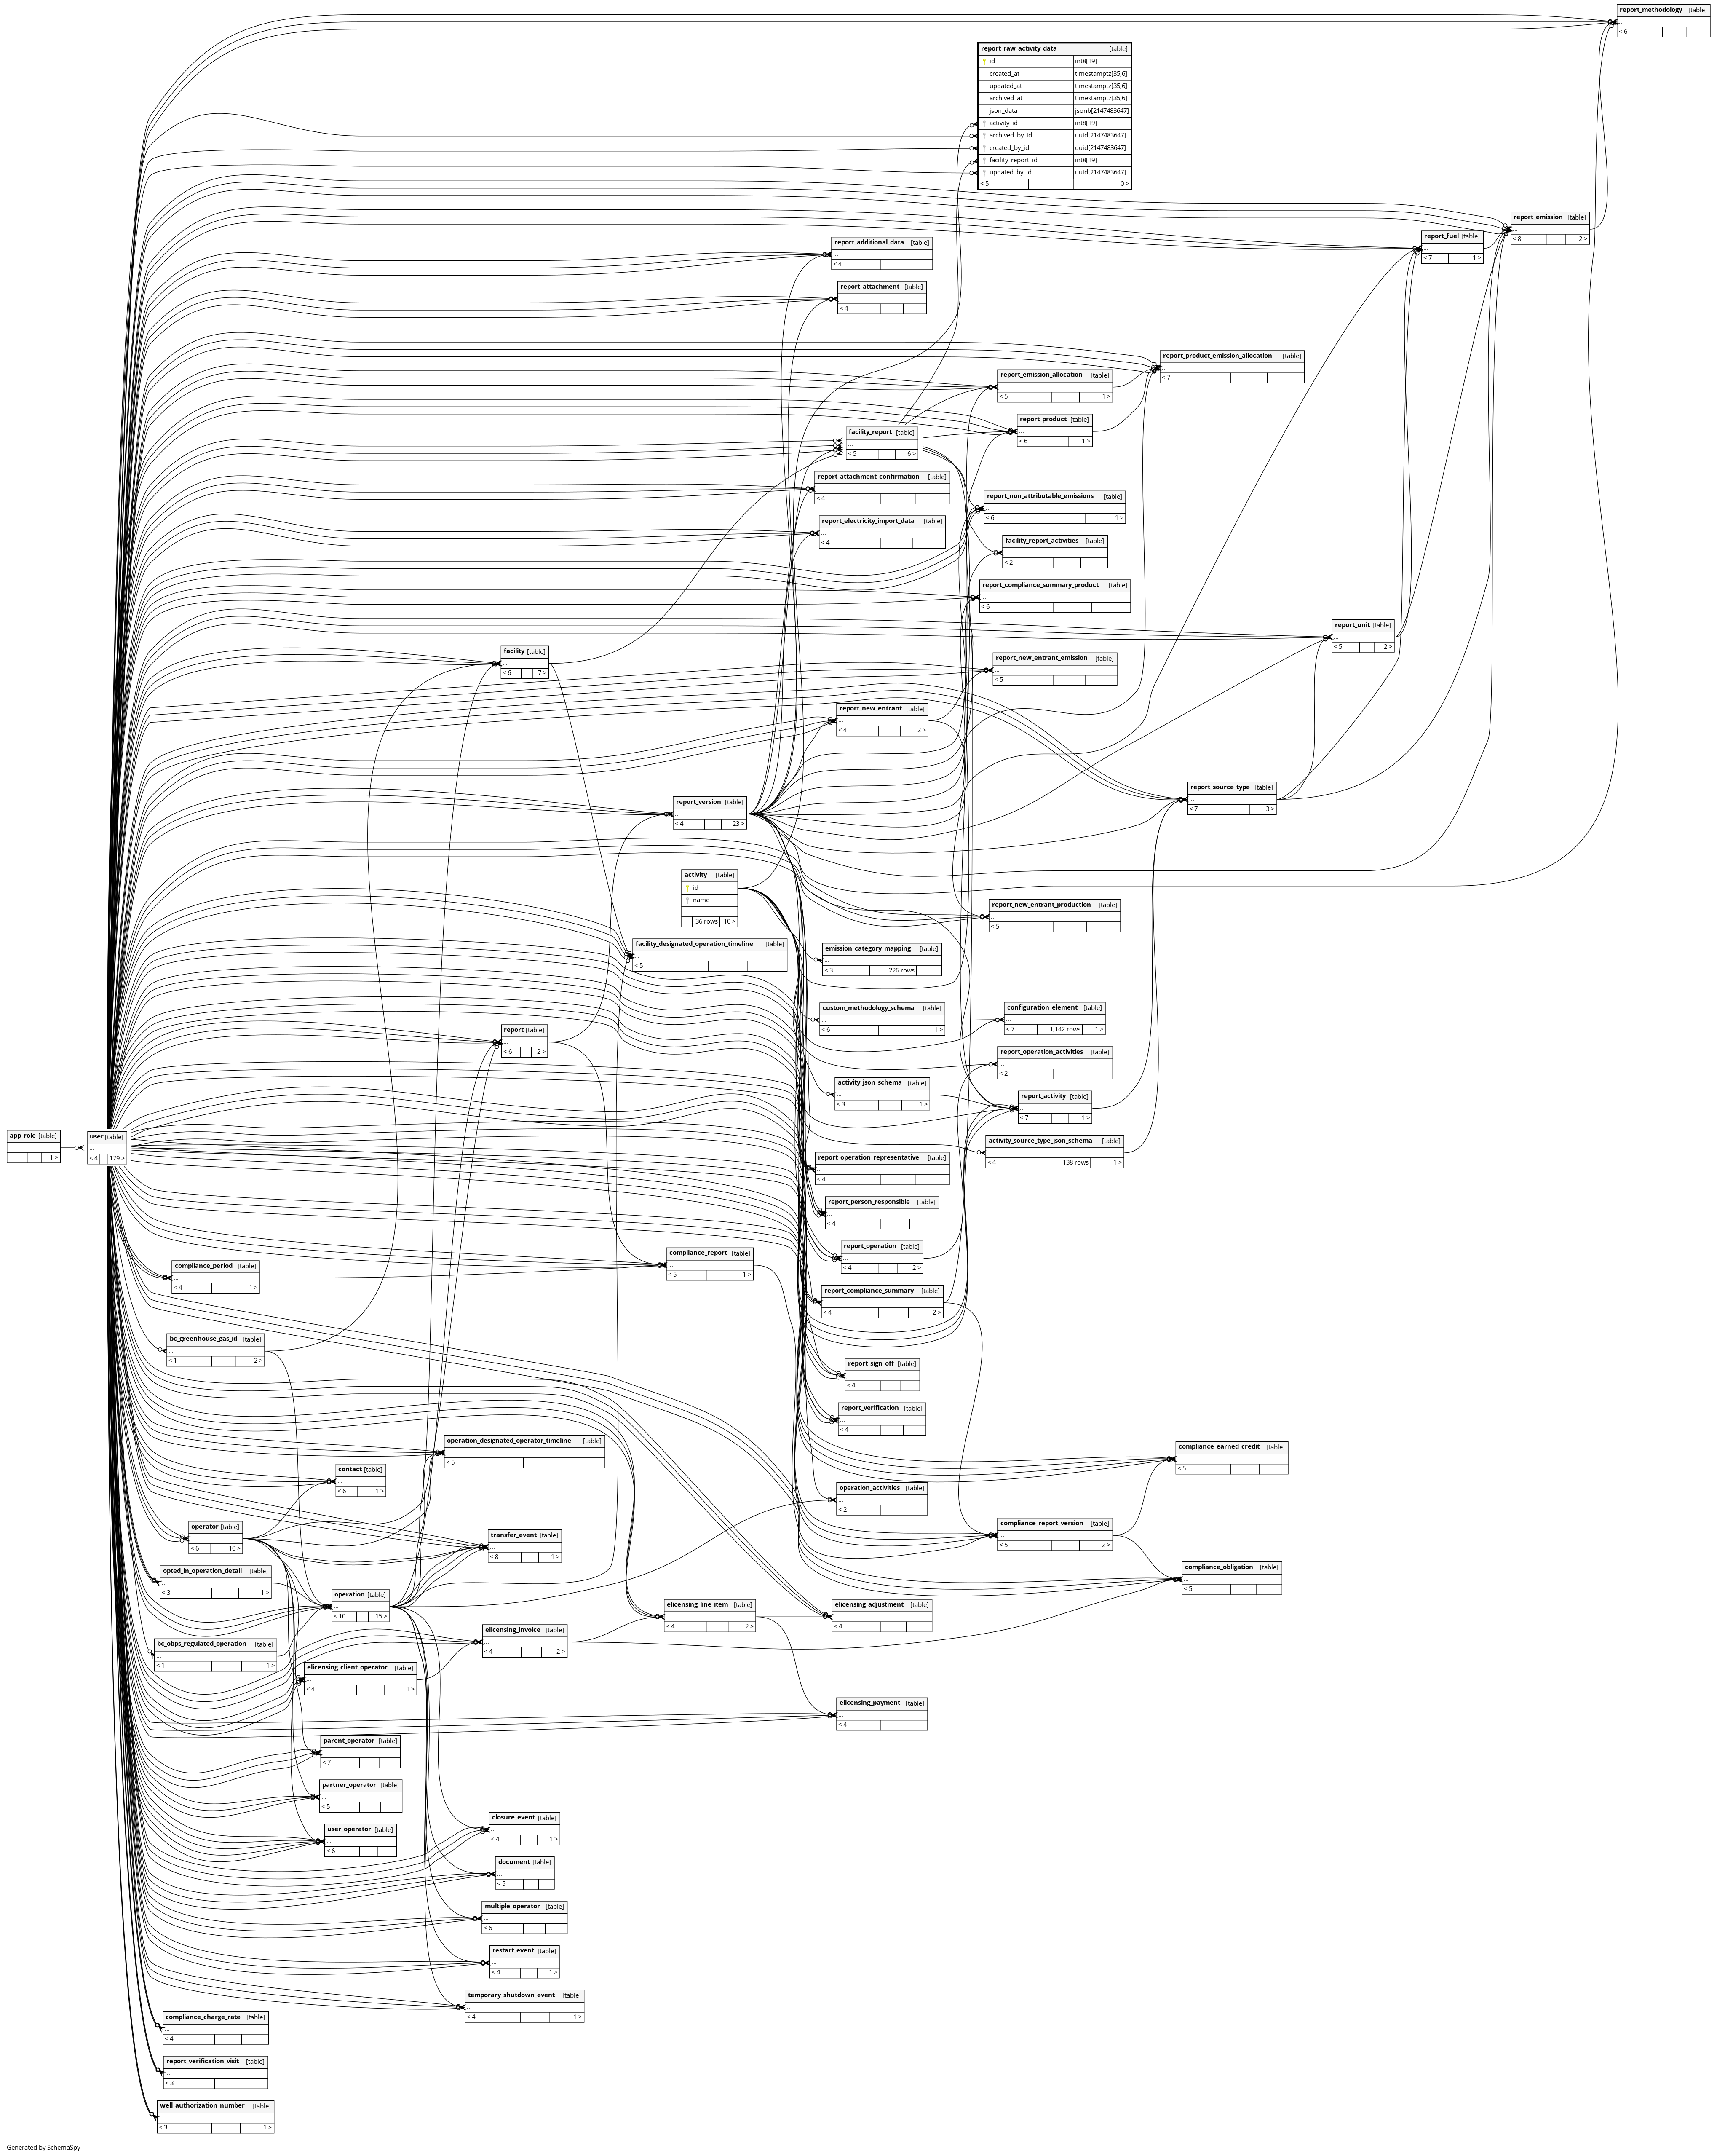 report_methodology [table]
...
< 6
report_raw_activity_data [table]
id int8[19]
created_at timestamptz[35,6]
updated_at timestamptz[35,6]
archived_at timestamptz[35,6]
json_data jsonb[2147483647]
activity_id int8[19]
archived_by_id uuid[2147483647]
created_by_id uuid[2147483647]
facility_report_id int8[19]
updated_by_id uuid[2147483647]
< 5 0 >
report_emission [table]
...
< 8 2 >
report_fuel [table]
...
< 7 1 >
report_additional_data [table]
...
< 4
report_attachment [table]
...
< 4
report_product_emission_allocation [table]
...
< 7
report_emission_allocation [table]
...
< 5 1 >
report_product [table]
...
< 6 1 >
facility_report [table]
...
< 5 6 >
report_attachment_confirmation [table]
...
< 4
report_non_attributable_emissions [table]
...
< 6 1 >
report_electricity_import_data [table]
...
< 4
facility_report_activities [table]
...
< 2
report_compliance_summary_product [table]
...
< 6
report_unit [table]
...
< 5 2 >
facility [table]
...
< 6 7 >
report_new_entrant_emission [table]
...
< 5
report_new_entrant [table]
...
< 4 2 >
report_source_type [table]
...
< 7 3 >
report_version [table]
...
< 4 23 >
activity [table]
id
name
...
36 rows 10 >
report_new_entrant_production [table]
...
< 5
facility_designated_operation_timeline [table]
...
< 5
emission_category_mapping [table]
...
< 3 226 rows
custom_methodology_schema [table]
...
< 6 1 >
configuration_element [table]
...
< 7 1,142 rows 1 >
report [table]
...
< 6 2 >
report_operation_activities [table]
...
< 2
activity_json_schema [table]
...
< 3 1 >
report_activity [table]
...
< 7 1 >
app_role [table]
...
1 >
user [table]
...
< 4 179 >
activity_source_type_json_schema [table]
...
< 4 138 rows 1 >
report_operation_representative [table]
...
< 4
report_person_responsible [table]
...
< 4
report_operation [table]
...
< 4 2 >
compliance_report [table]
...
< 5 1 >
compliance_period [table]
...
< 4 1 >
report_compliance_summary [table]
...
< 4 2 >
bc_greenhouse_gas_id [table]
...
< 1 2 >
report_sign_off [table]
...
< 4
report_verification [table]
...
< 4
operation_designated_operator_timeline [table]
...
< 5
compliance_earned_credit [table]
...
< 5
contact [table]
...
< 6 1 >
operation_activities [table]
...
< 2
operator [table]
...
< 6 10 >
compliance_report_version [table]
...
< 5 2 >
transfer_event [table]
...
< 8 1 >
opted_in_operation_detail [table]
...
< 3 1 >
compliance_obligation [table]
...
< 5
operation [table]
...
< 10 15 >
elicensing_line_item [table]
...
< 4 2 >
elicensing_adjustment [table]
...
< 4
elicensing_invoice [table]
...
< 4 2 >
bc_obps_regulated_operation [table]
...
< 1 1 >
elicensing_client_operator [table]
...
< 4 1 >
elicensing_payment [table]
...
< 4
parent_operator [table]
...
< 7
partner_operator [table]
...
< 5
closure_event [table]
...
< 4 1 >
user_operator [table]
...
< 6
document [table]
...
< 5
multiple_operator [table]
...
< 6
restart_event [table]
...
< 4 1 >
temporary_shutdown_event [table]
...
< 4 1 >
compliance_charge_rate [table]
...
< 4
report_verification_visit [table]
...
< 3
well_authorization_number [table]
...
< 3 1 >
Generated by SchemaSpy